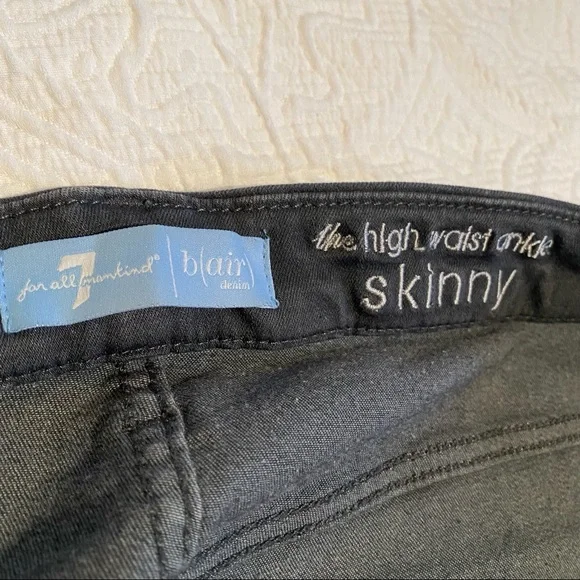 7
for all mankind®
b(air)
denim
the high waist ankle
skinny